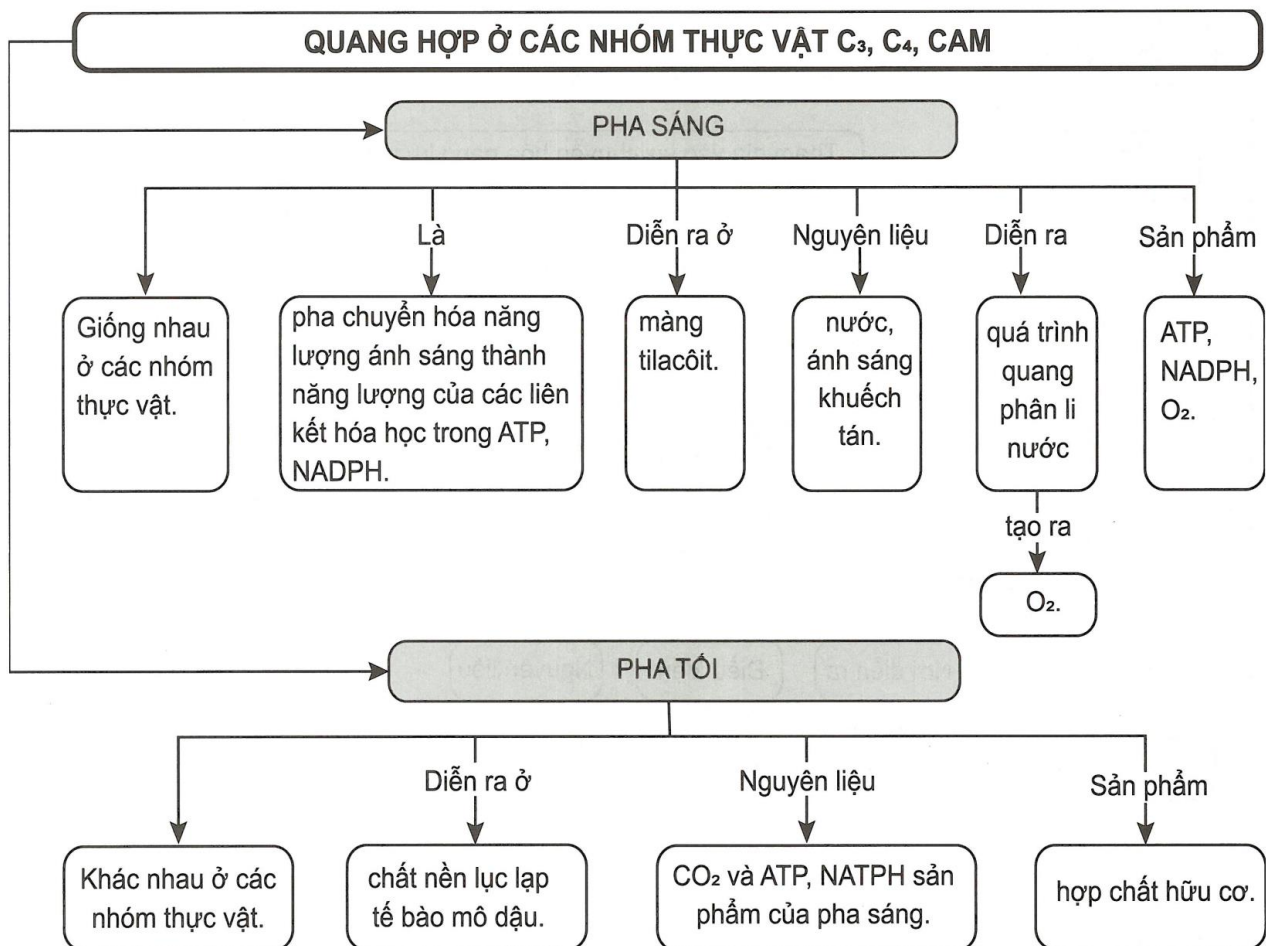 QUANG HỢP Ở CÁC NHÓM THỰC VẬT C₃, C₄, CAM
PHA SÁNG
Giống nhau
ở các nhóm
thực vật.
Là
pha chuyển hóa năng
lượng ánh sáng thành
năng lượng của các liên
kết hóa học trong ATP,
NADPH.
Diễn ra ở
màng
tilacôit.
Nguyên liệu
nước,
ánh sáng
khuếch
tán.
Diễn ra
quá trình
quang
phân li
nước
tạo ra
O₂.
Sản phẩm
ATP,
NADPH,
O₂.
PHA TỐI
Khác nhau ở các
nhóm thực vật.
Diễn ra ở
chất nền lục lạp
tế bào mô dậu.
Nguyên liệu
CO₂ và ATP, NATPH sản
phẩm của pha sáng.
Sản phẩm
hợp chất hữu cơ.